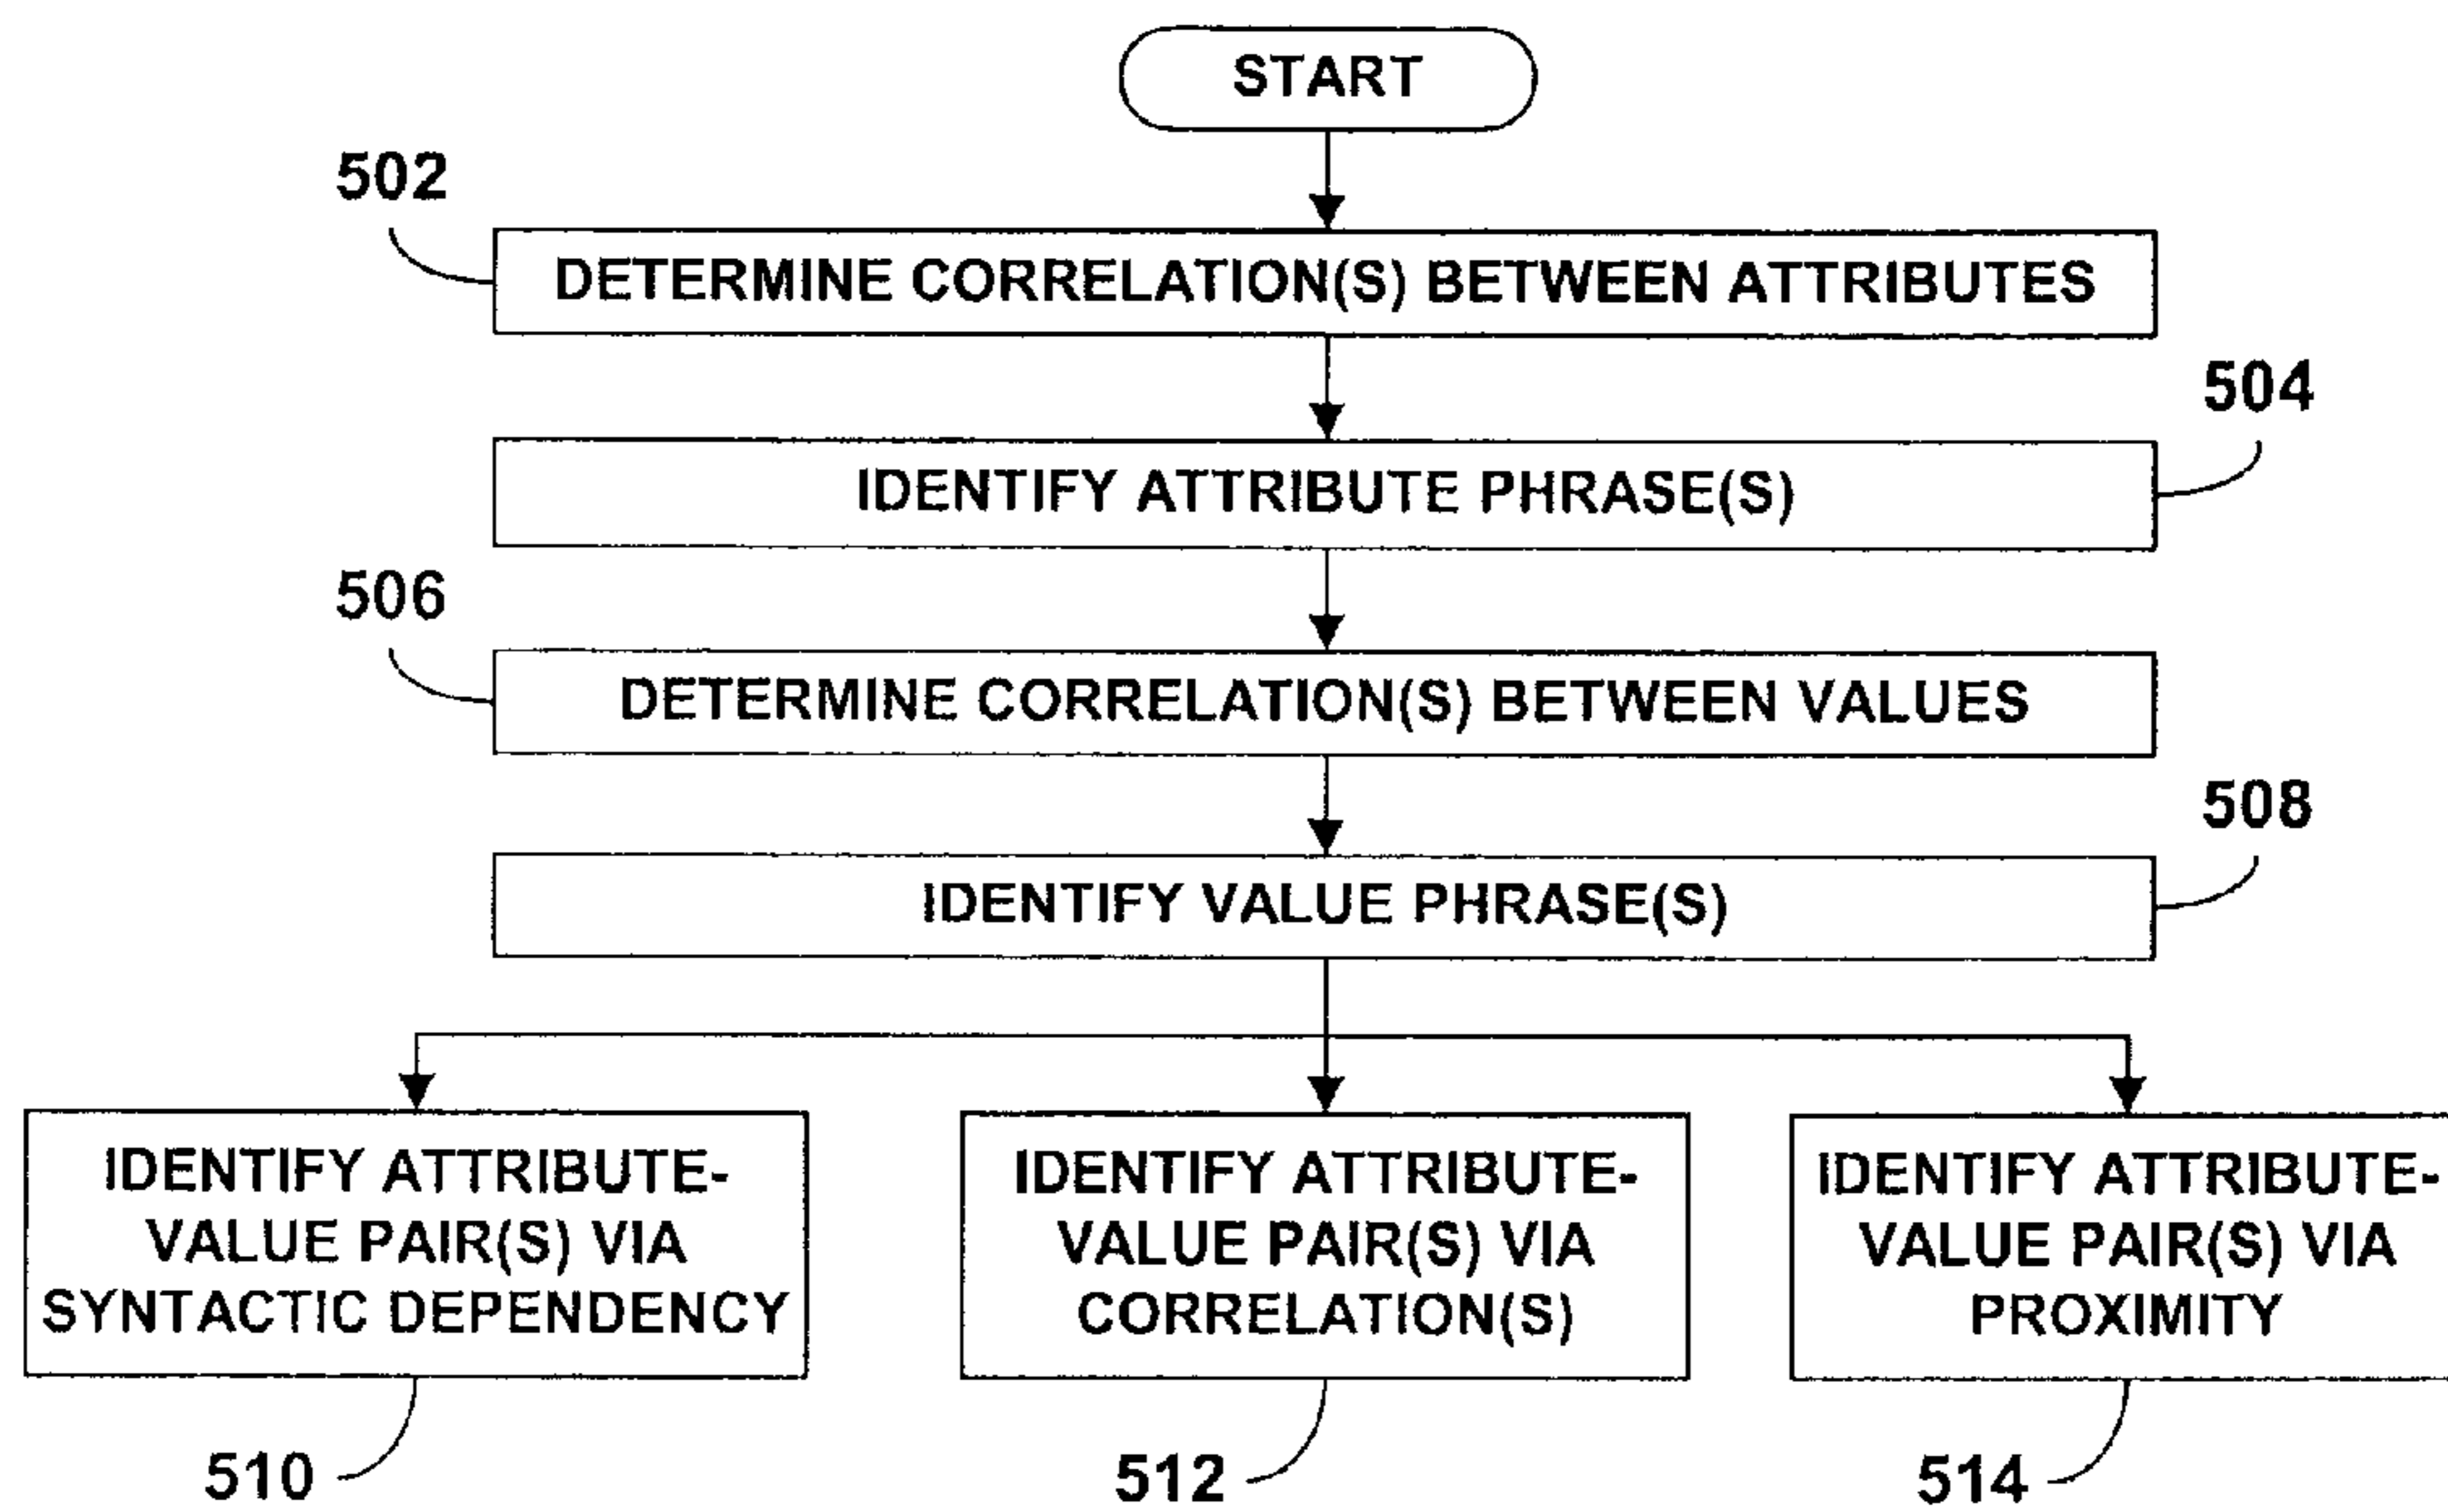 START
502
DETERMINE CORRELATION(S) BETWEEN ATTRIBUTES
504
IDENTIFY ATTRIBUTE PHRASE(S)
506
DETERMINE CORRELATION(S) BETWEEN VALUES
508
IDENTIFY VALUE PHRASE(S)
IDENTIFY ATTRIBUTE-
VALUE PAIR(S) VIA
SYNTACTIC DEPENDENCY
IDENTIFY ATTRIBUTE-
VALUE PAIR(S) VIA
CORRELATION(S)
IDENTIFY ATTRIBUTE-
VALUE PAIR(S) VIA
PROXIMITY
510
512
514